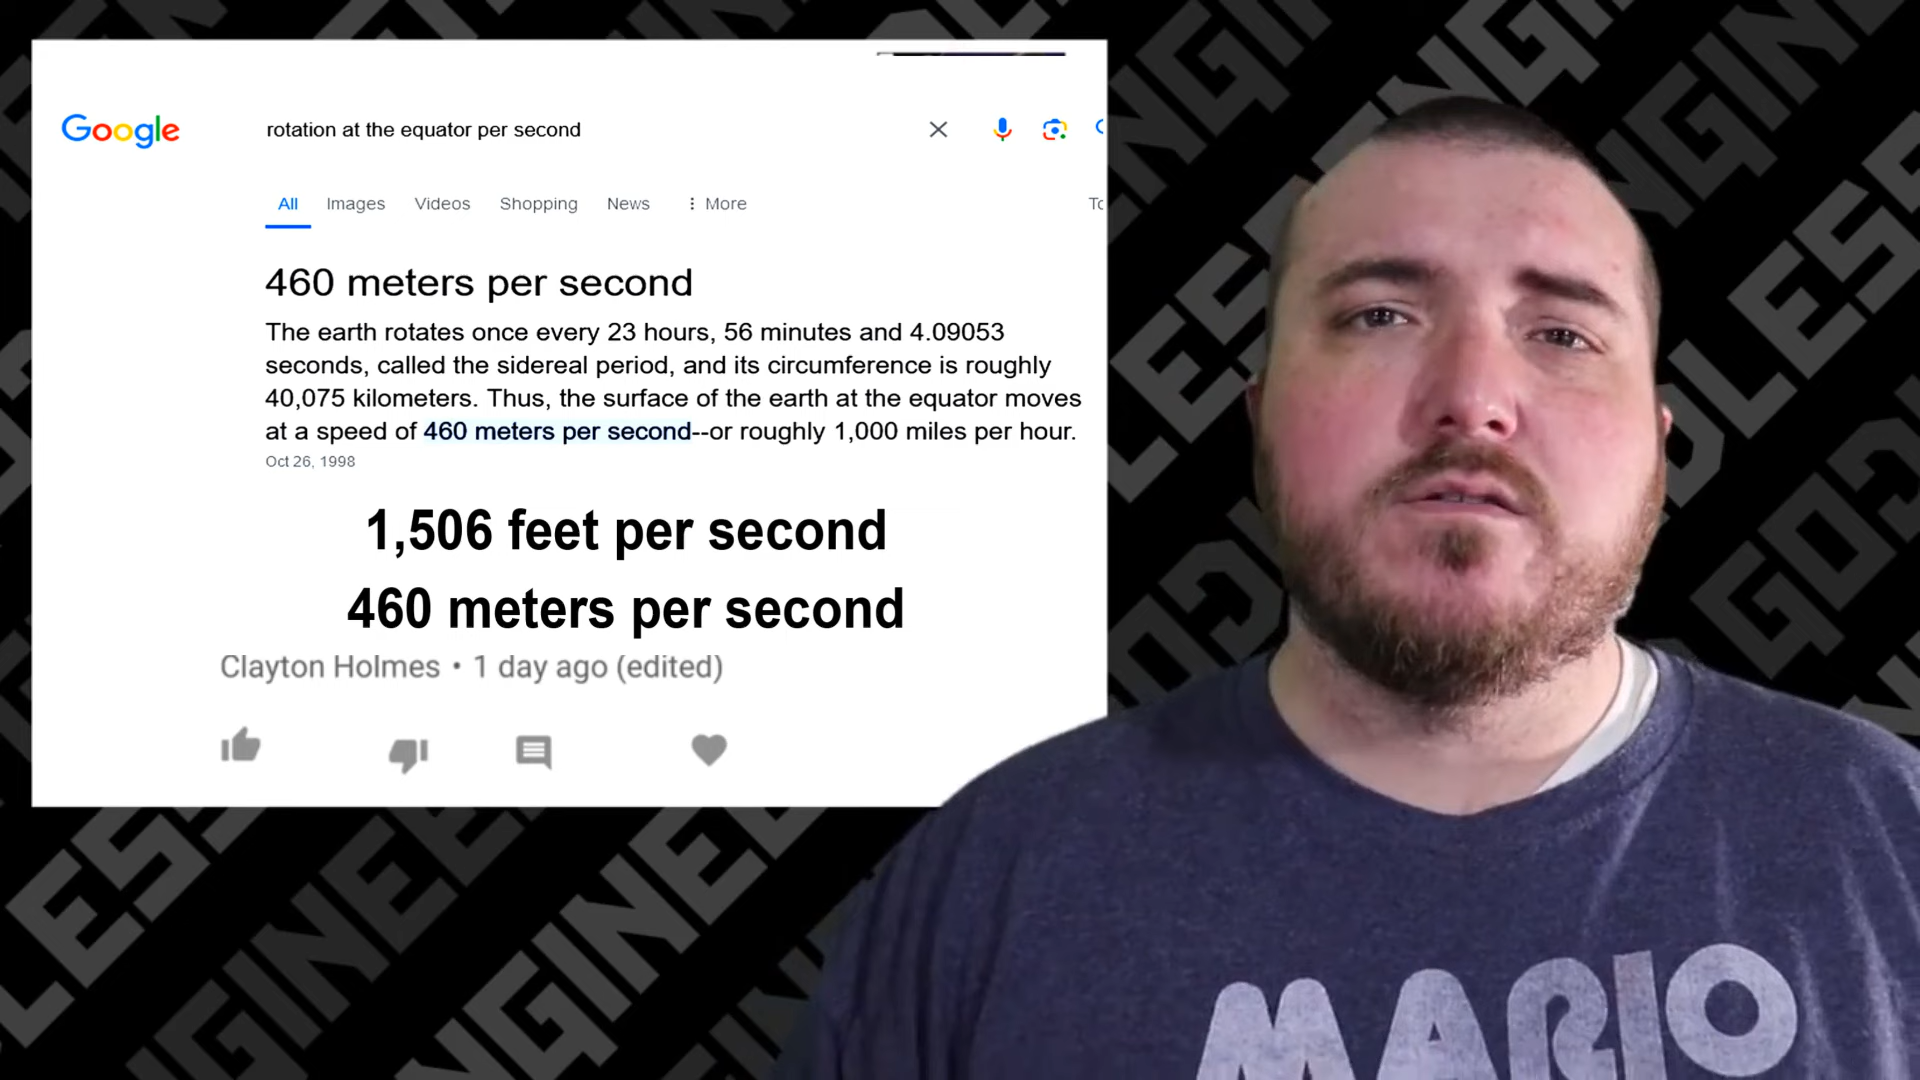 Google
rotation at the equator per second
All Images Videos Shopping News More
460 meters per second
The earth rotates once every 23 hours, 56 minutes and 4.09053
seconds, called the sidereal period, and its circumference is roughly
40,075 kilometers. Thus, the surface of the earth at the equator moves
at a speed of 460 meters per second--or roughly 1,000 miles per hour.
Oct 26, 1998
1,506 feet per second
460 meters per second
Clayton Holmes • 1 day ago (edited)
MARIO